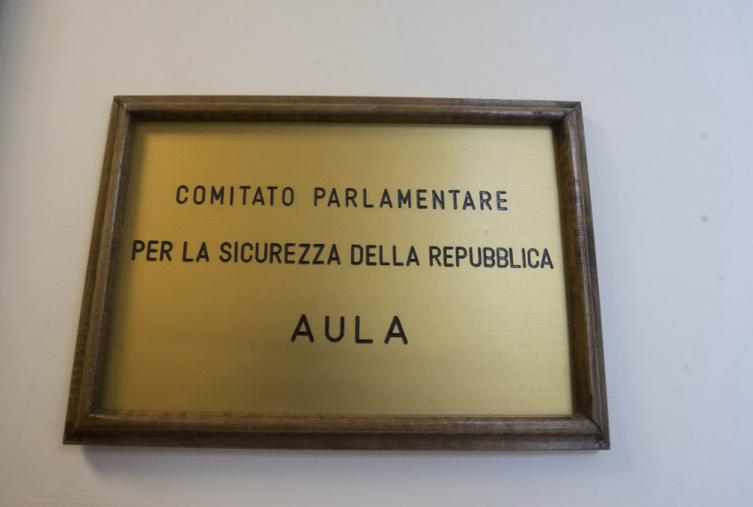 COMITATO PARLAMENTARE
PER LA SICUREZZA DELLA REPUBBLICA
AULA